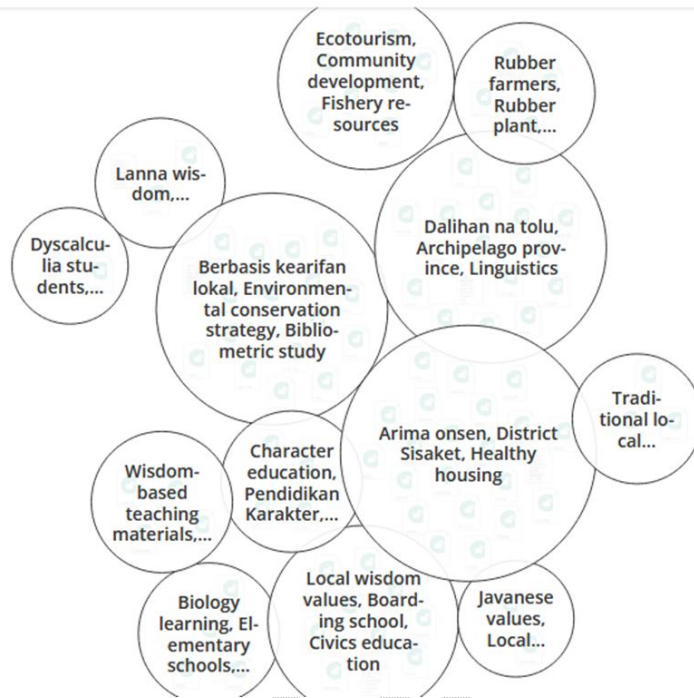 Ecotourism,
Community
development,
Fishery re-
sources
Rubber
farmers,
Rubber
plant,...
Lanna wis-
dom,...
Dalihan na tolu,
Archipelago prov-
ince, Linguistics
Dyscalcu-
lia stu-
dents,...
Berbasis kearifan
lokal, Environmen-
tal conservation
strategy, Biblio-
metric study
Tradi-
tional lo-
cal...
Arima onsen, District
Sisaket, Healthy
housing
Character
education,
Pendidikan
Karakter,...
Wisdom-
based
teaching
materials,...
Local wisdom
values, Board-
ing school,
Civics educa-
tion
Javanese
values,
Local...
Biology
learning, El-
ementary
schools,...